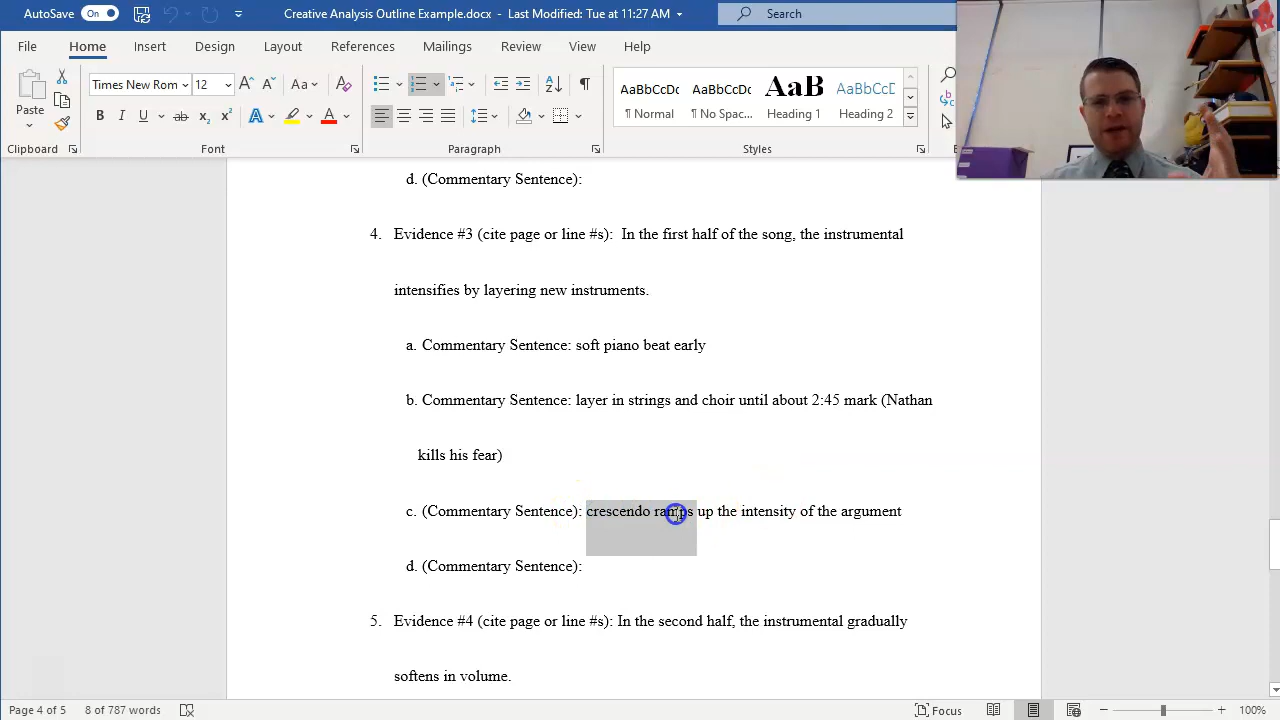 AutoSave On Creative Analysis Outline Example.docx - Last Modified: Tue at 11:27 AM Search
File Home Insert Design Layout References Mailings Review View Help
Times New Rom 12 Aa AaBbCcDc AaBbCcDc AaB AaBbCcD
Paste B I U ab x₂ x² A A ¶ Normal ¶ No Spac... Heading 1 Heading 2
Clipboard Font Paragraph Styles
d. (Commentary Sentence):
4. Evidence #3 (cite page or line #s): In the first half of the song, the instrumental
intensifies by layering new instruments.
a. Commentary Sentence: soft piano beat early
b. Commentary Sentence: layer in strings and choir until about 2:45 mark (Nathan
kills his fear)
c. (Commentary Sentence): crescendo ramps up the intensity of the argument
d. (Commentary Sentence):
5. Evidence #4 (cite page or line #s): In the second half, the instrumental gradually
softens in volume.
Page 4 of 5 8 of 787 words Focus 100%